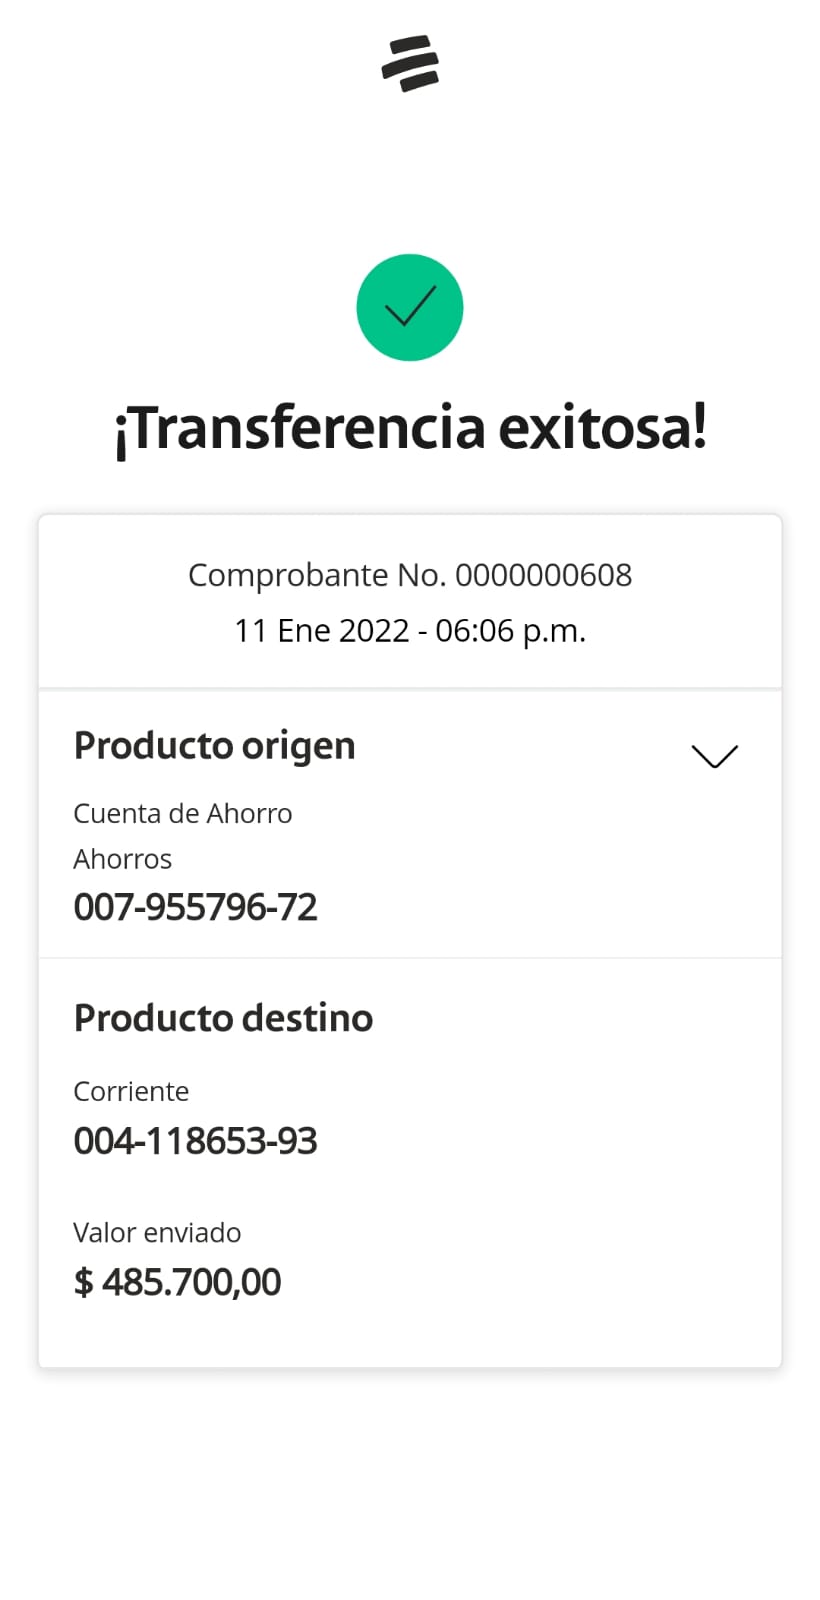 ¡Transferencia exitosa!
Comprobante No. 0000000608
11 Ene 2022 - 06:06 p.m.
Producto origen
Cuenta de Ahorro
Ahorros
007-955796-72
Producto destino
Corriente
004-118653-93
Valor enviado
$ 485.700,00